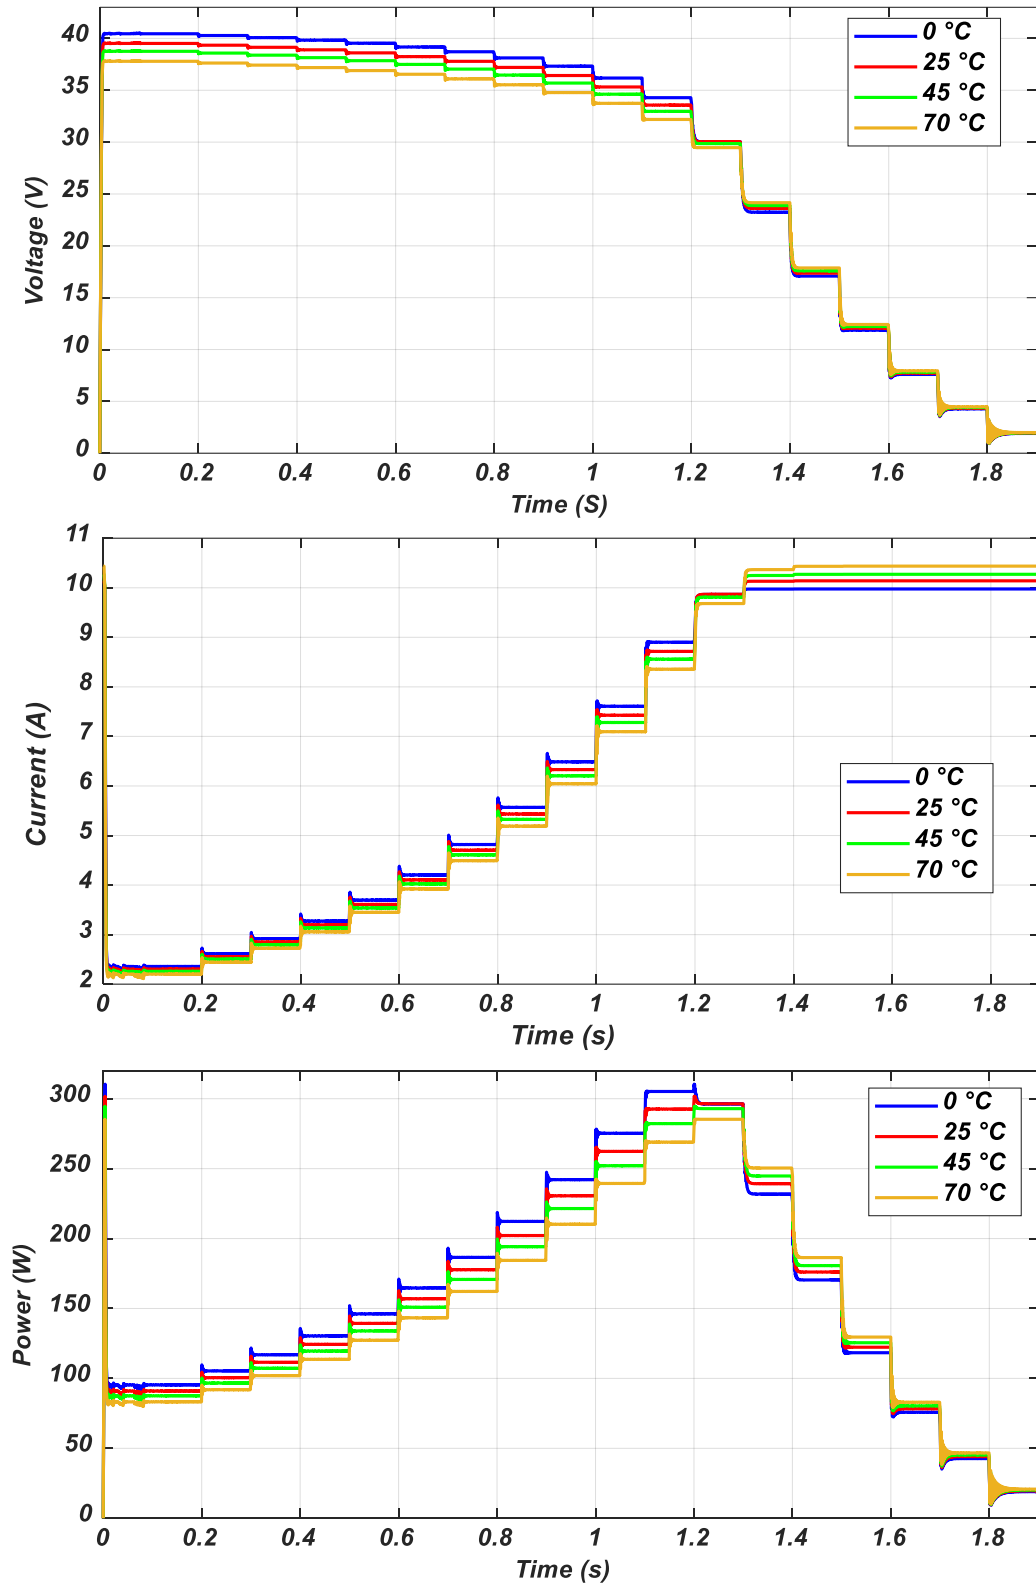 40
35
30
25
20
15
10
5
0
Voltage (V)
0 °C
25 °C
45 °C
70 °C
0 0.2 0.4 0.6 0.8 1 1.2 1.4 1.6 1.8
Time (S)
11
10
9
8
7
6
5
4
3
2
Current (A)
0 °C
25 °C
45 °C
70 °C
0 0.2 0.4 0.6 0.8 1 1.2 1.4 1.6 1.8
Time (s)
300
250
200
150
100
50
0
Power (W)
0 °C
25 °C
45 °C
70 °C
0 0.2 0.4 0.6 0.8 1 1.2 1.4 1.6 1.8
Time (s)